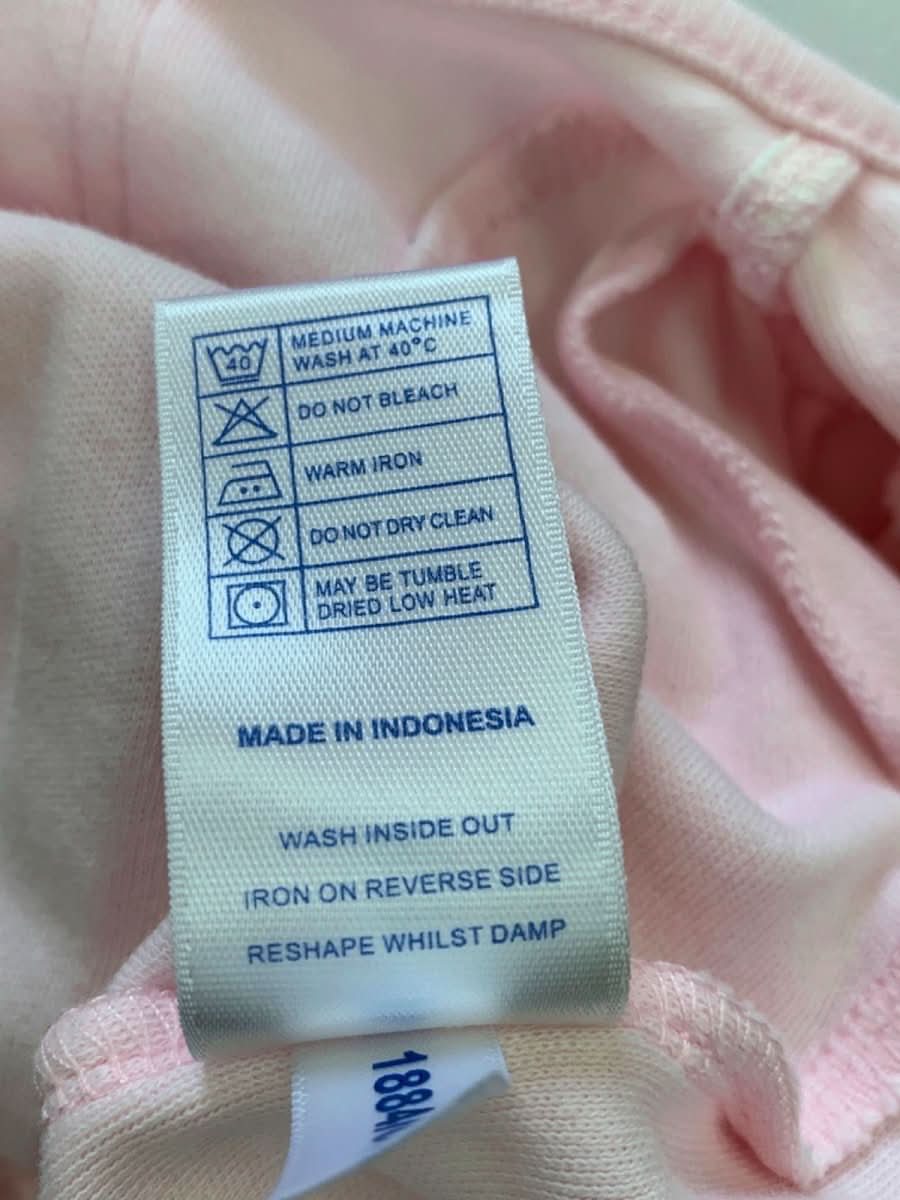 40
MEDIUM MACHINE
WASH AT 40°C
DO NOT BLEACH
WARM IRON
DO NOT DRY CLEAN
MAY BE TUMBLE
DRIED LOW HEAT
MADE IN INDONESIA
WASH INSIDE OUT
IRON ON REVERSE SIDE
RESHAPE WHILST DAMP